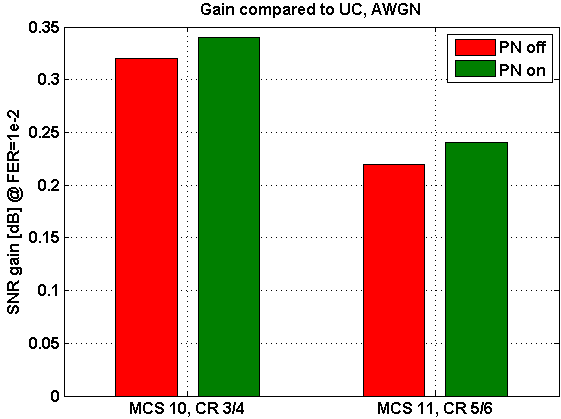 Gain compared to UC, AWGN
PN off
PN on
SNR gain [dB] @ FER=1e-2
0.35
0.3
0.25
0.2
0.15
0.1
0.05
0
MCS 10, CR 3/4
MCS 11, CR 5/6